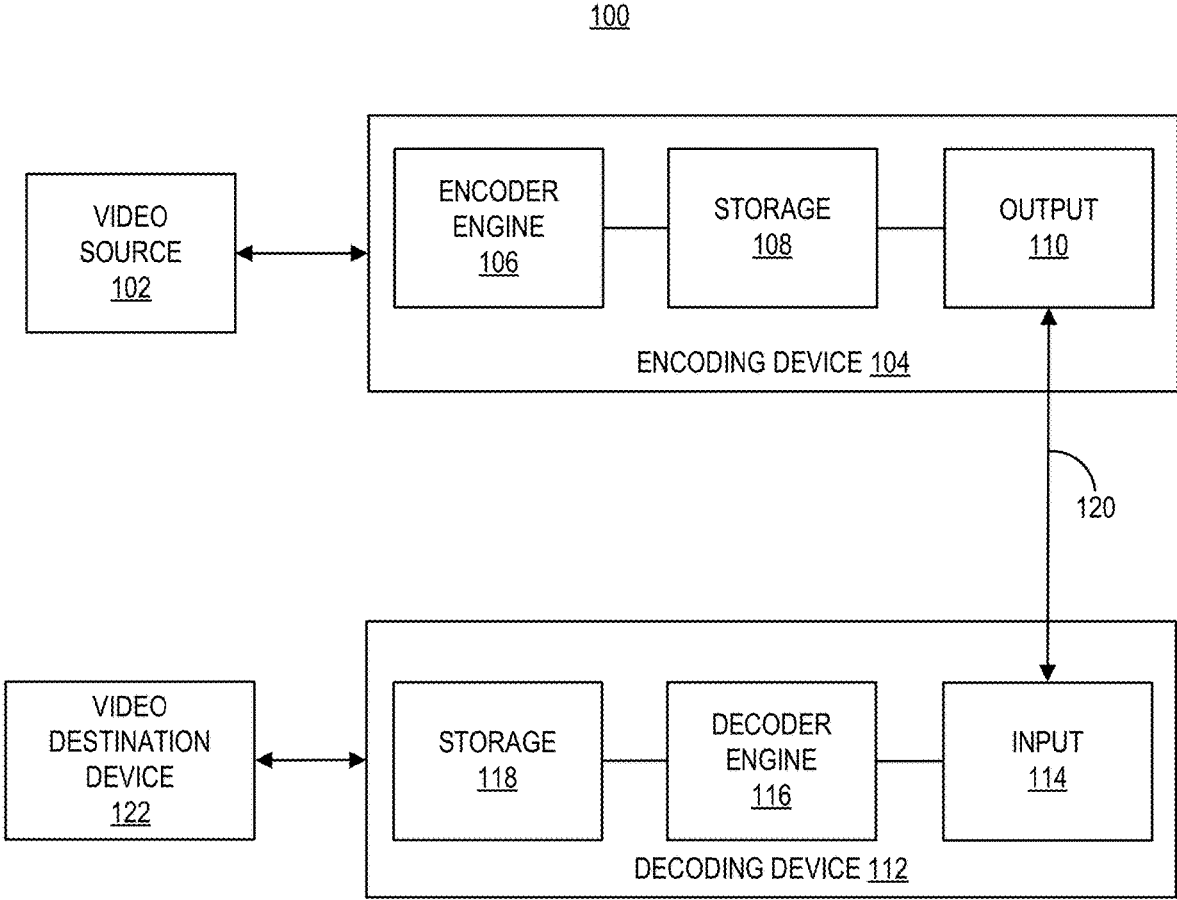 100
VIDEO
SOURCE
102
ENCODER
ENGINE
106
STORAGE
108
OUTPUT
110
ENCODING DEVICE 104
120
VIDEO
DESTINATION
DEVICE
122
STORAGE
118
DECODER
ENGINE
116
INPUT
114
DECODING DEVICE 112